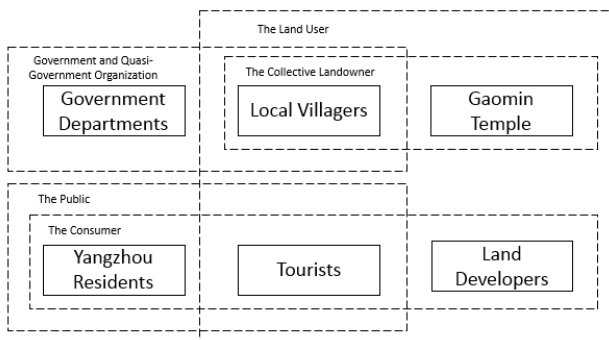 The Land User
Government and Quasi-
Government Organization
The Collective Landowner
Government
Departments
Local Villagers
Gaomin
Temple
The Public
The Consumer
Yangzhou
Residents
Tourists
Land
Developers